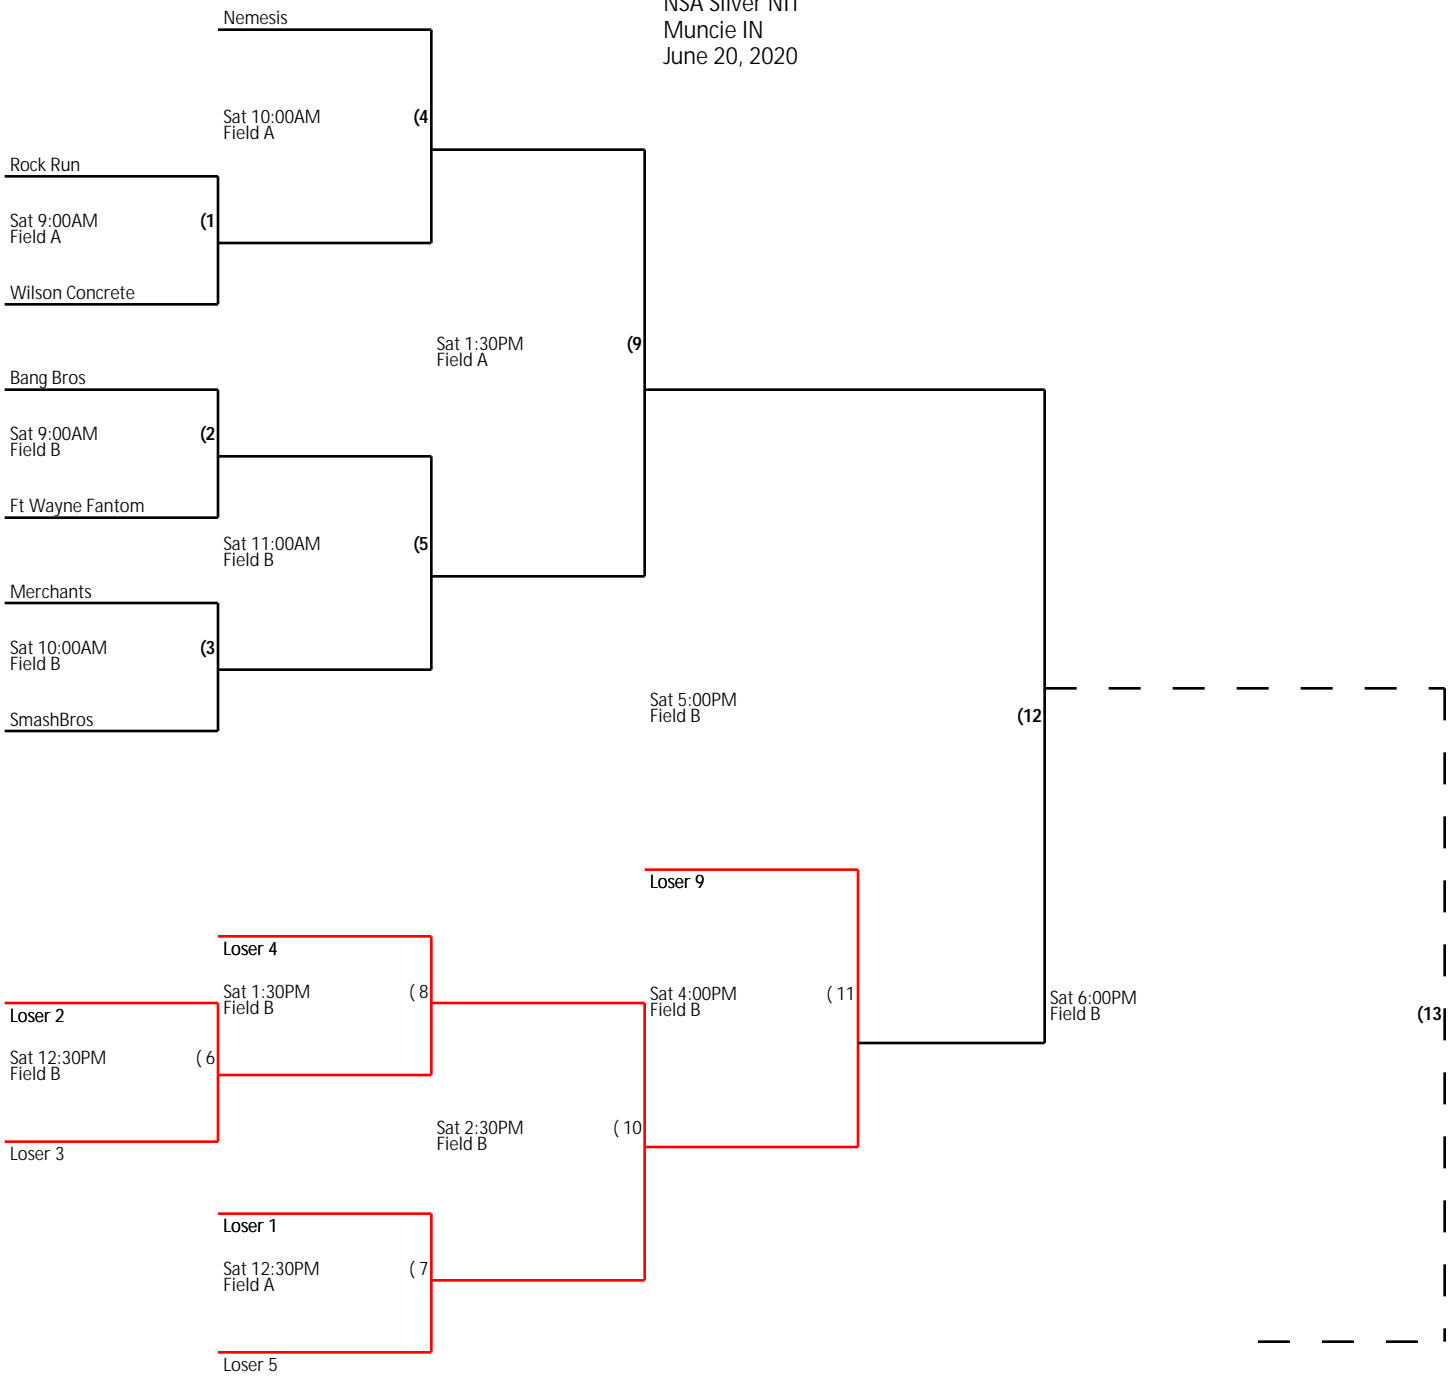 NSA Silver NIT
Muncie IN
June 20, 2020
Nemesis
Sat 10:00AM (4
Field A
Rock Run
Sat 9:00AM (1
Field A
Wilson Concrete
Sat 1:30PM (9
Field A
Bang Bros
Sat 9:00AM (2
Field B
Ft Wayne Fantom
Sat 11:00AM (5
Field B
Merchants
Sat 10:00AM (3
Field B
SmashBros
Sat 5:00PM (12
Field B
Loser 9
Loser 4
Sat 1:30PM ( 8
Field B
Sat 4:00PM ( 11
Field B
Sat 6:00PM (13
Field B
Loser 2
Sat 12:30PM ( 6
Field B
Loser 3
Sat 2:30PM ( 10
Field B
Loser 1
Sat 12:30PM ( 7
Field A
Loser 5